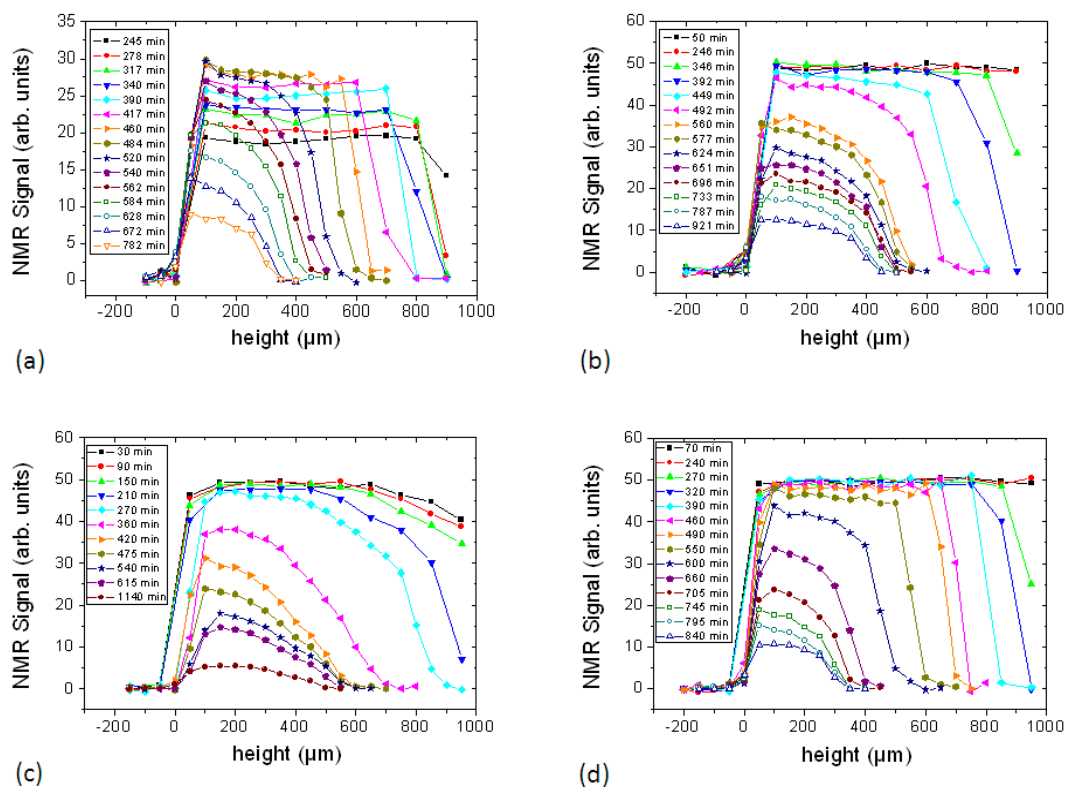 35
30
25
20
15
10
5
0
NMR Signal (arb. units)
245 min
278 min
317 min
340 min
390 min
417 min
460 min
484 min
520 min
540 min
562 min
584 min
628 min
672 min
782 min
-200 0 200 400 600 800 1000
height (µm)
(a)
60
50
40
30
20
10
0
NMR Signal (arb. units)
50 min
246 min
346 min
392 min
449 min
492 min
560 min
577 min
624 min
651 min
696 min
733 min
787 min
921 min
-200 0 200 400 600 800 1000
height (µm)
(b)
60
50
40
30
20
10
0
NMR Signal (arb. units)
30 min
90 min
150 min
210 min
270 min
360 min
420 min
475 min
540 min
615 min
1140 min
-200 0 200 400 600 800 1000
height (µm)
(c)
60
50
40
30
20
10
0
NMR Signal (arb. units)
70 min
240 min
270 min
320 min
390 min
460 min
490 min
550 min
600 min
660 min
705 min
745 min
795 min
840 min
-200 0 200 400 600 800 1000
height (µm)
(d)